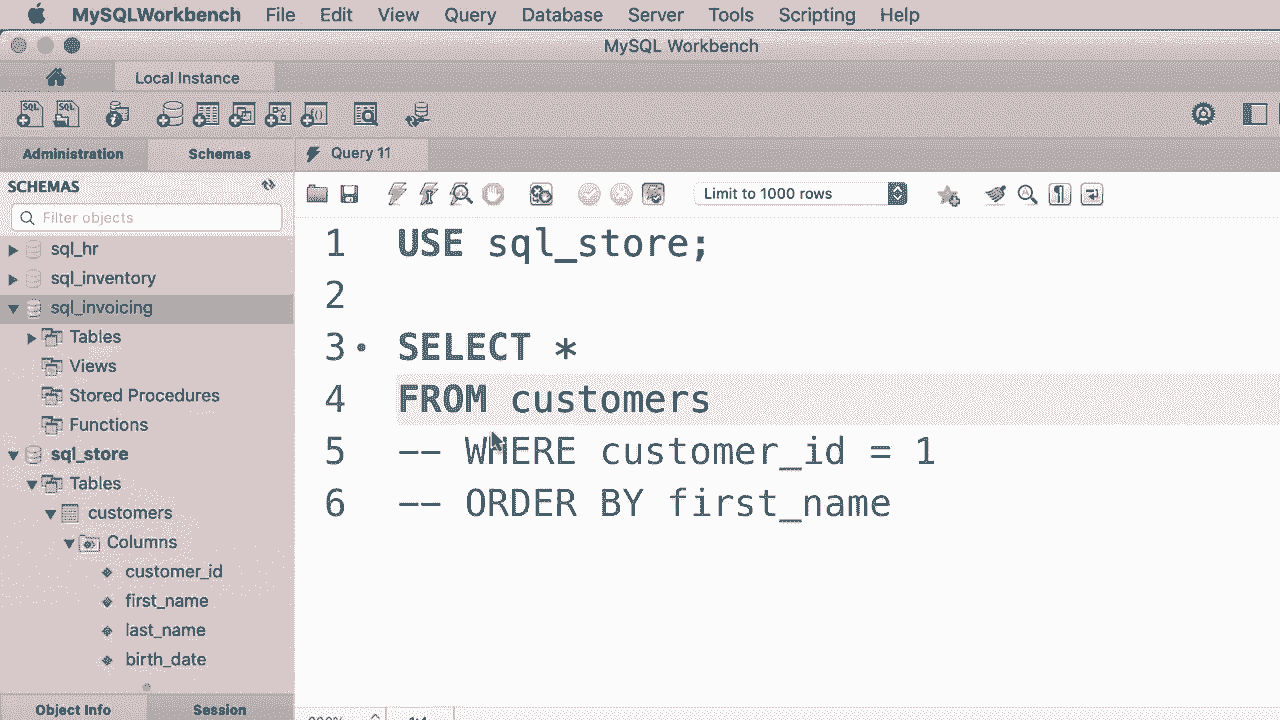 MySQLWorkbench File Edit View Query Database Server Tools Scripting Help
MySQL Workbench
Local Instance
Administration Schemas Query 11
SCHEMAS
Filter objects
Limit to 1000 rows
sql_hr
sql_inventory
sql_invoicing
Tables
Views
Stored Procedures
Functions
sql_store
Tables
customers
Columns
customer_id
first_name
last_name
birth_date
Object Info Session
1 USE sql_store;
2
3 SELECT *
4 FROM customers
5 -- WHERE customer_id = 1
6 -- ORDER BY first_name